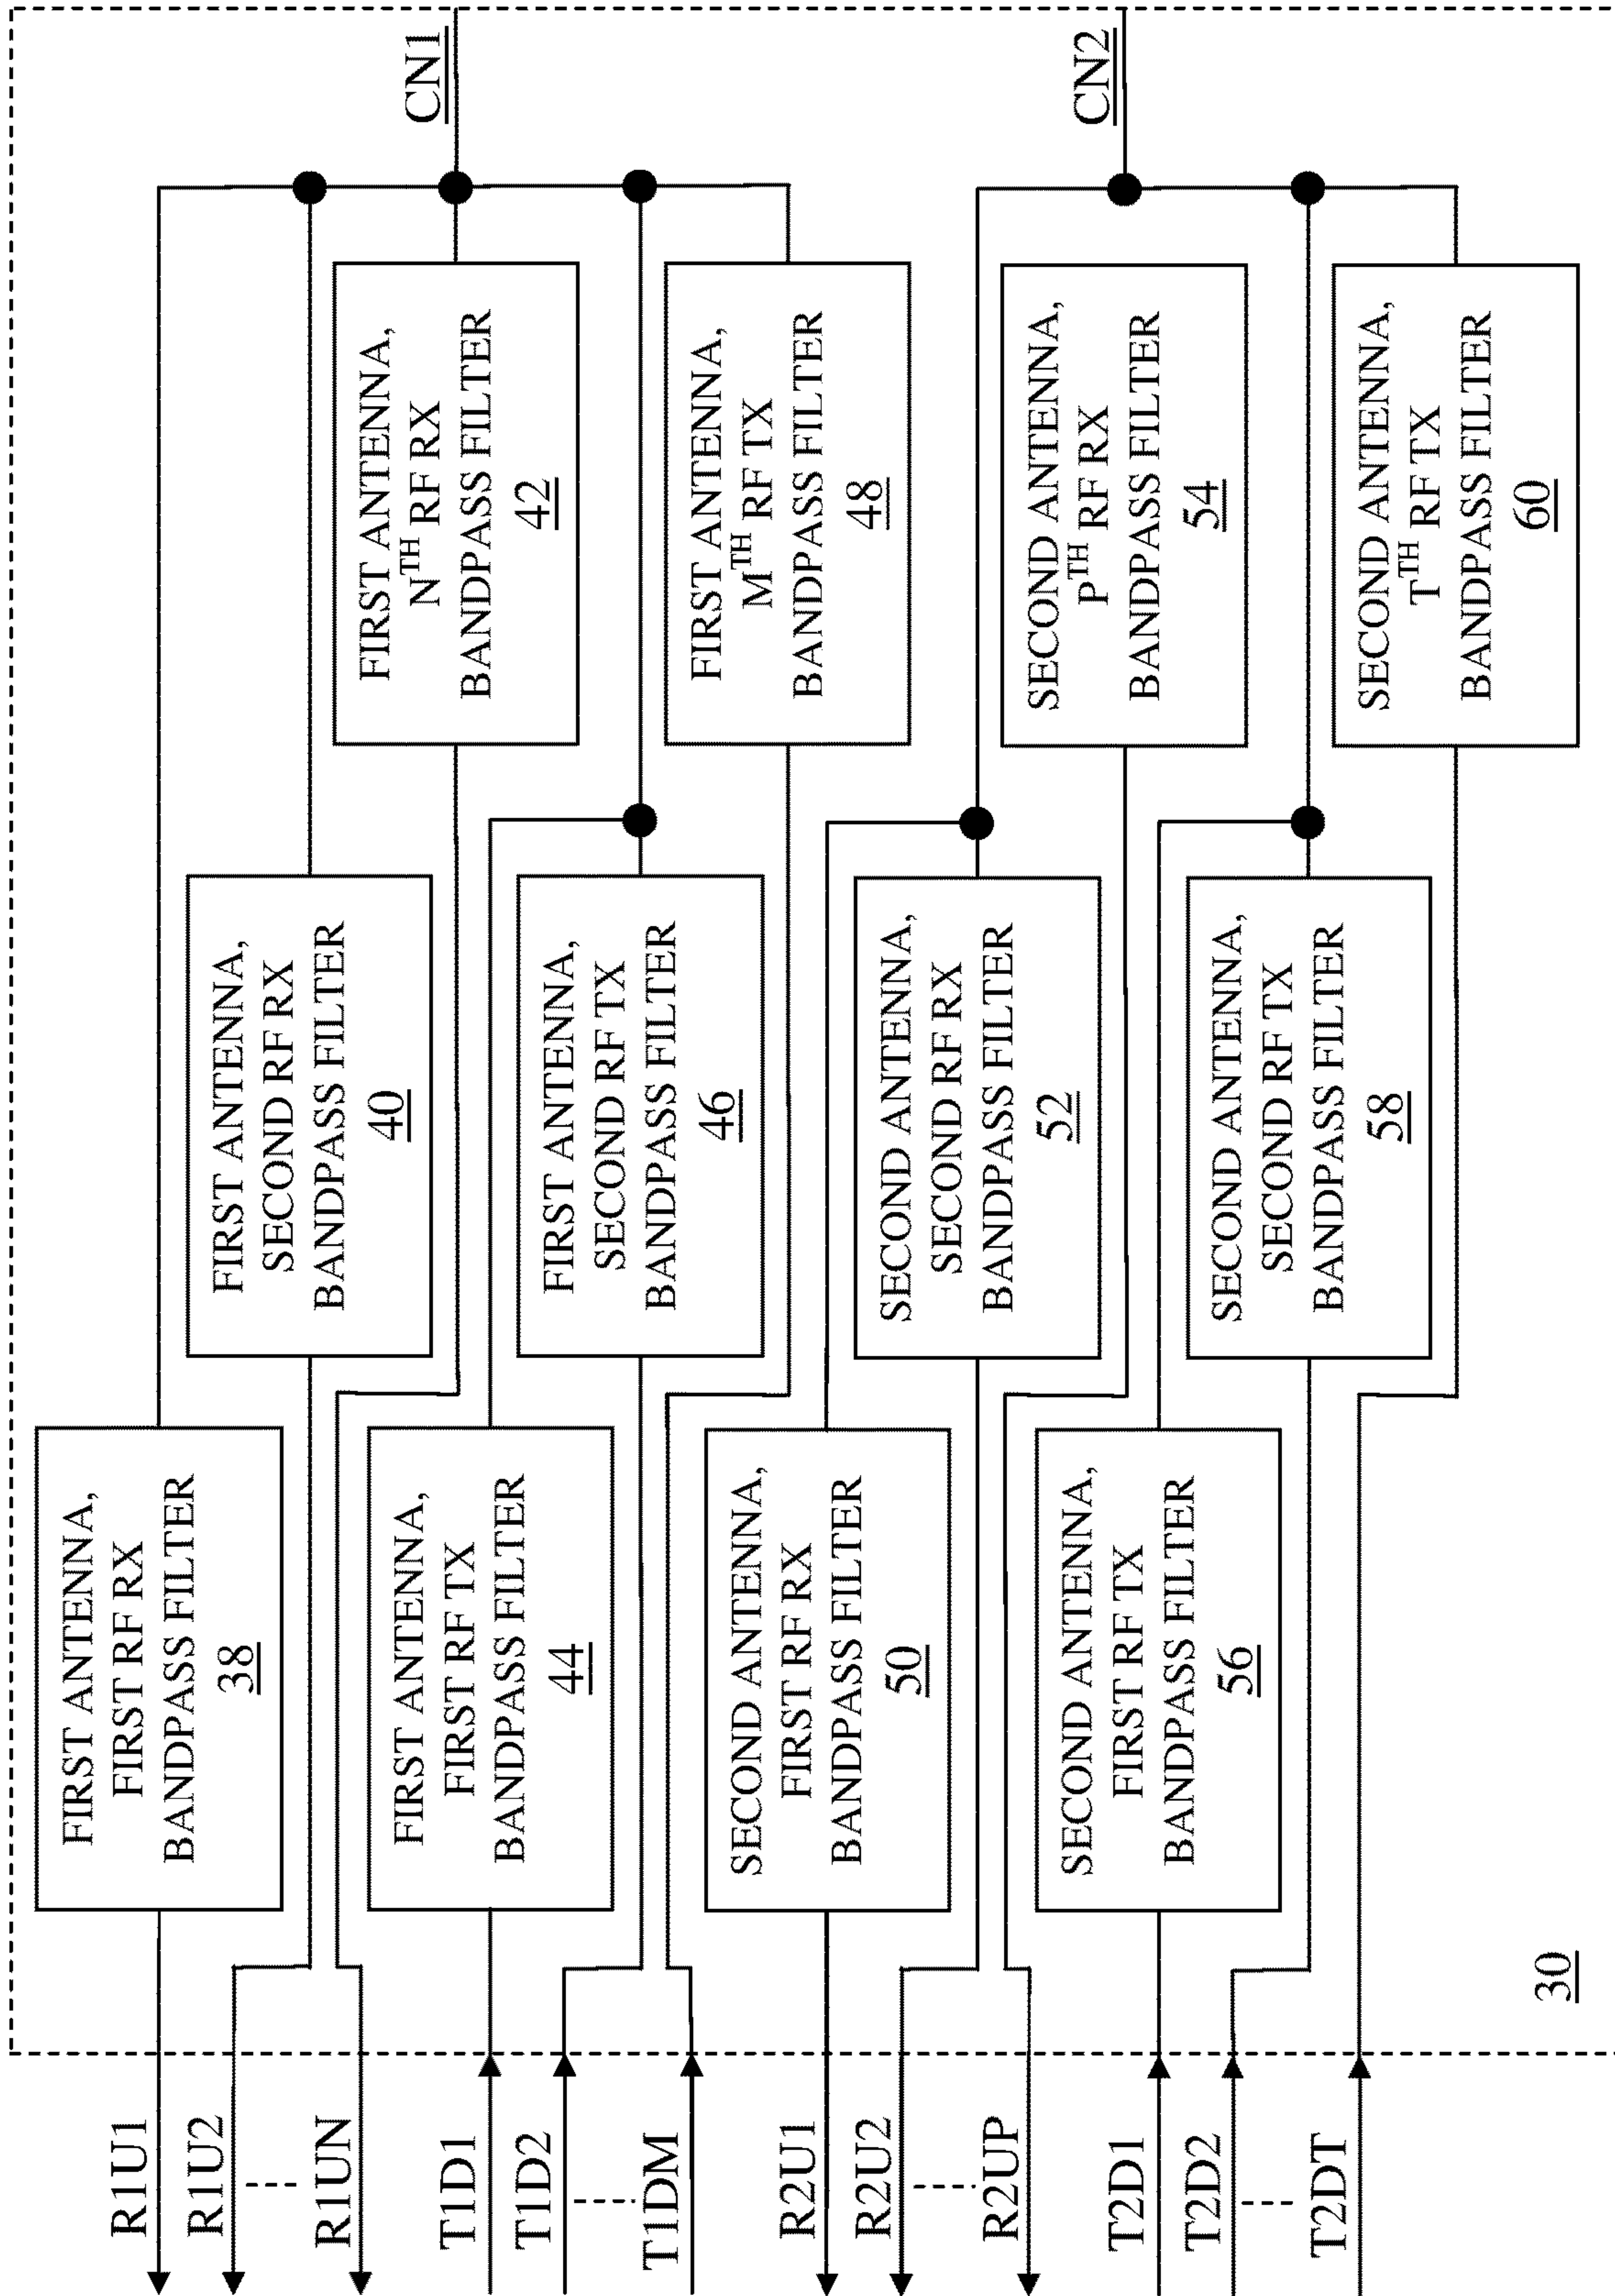 R1U1
R1U2
R1UN
T1D1
T1D2
T1DM
R2U1
R2U2
R2UP
T2D1
T2D2
T2DT
FIRST ANTENNA,
FIRST RF RX
BANDPASS FILTER
38
FIRST ANTENNA,
FIRST RF TX
BANDPASS FILTER
44
SECOND ANTENNA,
FIRST RF RX
BANDPASS FILTER
50
SECOND ANTENNA,
FIRST RF TX
BANDPASS FILTER
56
30
FIRST ANTENNA,
SECOND RF RX
BANDPASS FILTER
40
FIRST ANTENNA,
SECOND RF TX
BANDPASS FILTER
46
SECOND ANTENNA,
SECOND RF RX
BANDPASS FILTER
52
SECOND ANTENNA,
SECOND RF TX
BANDPASS FILTER
58
FIRST ANTENNA,
N^TH RF RX
BANDPASS FILTER
42
FIRST ANTENNA,
M^TH RF TX
BANDPASS FILTER
48
SECOND ANTENNA,
P^TH RF RX
BANDPASS FILTER
54
SECOND ANTENNA,
T^TH RF TX
BANDPASS FILTER
60
CN1
CN2